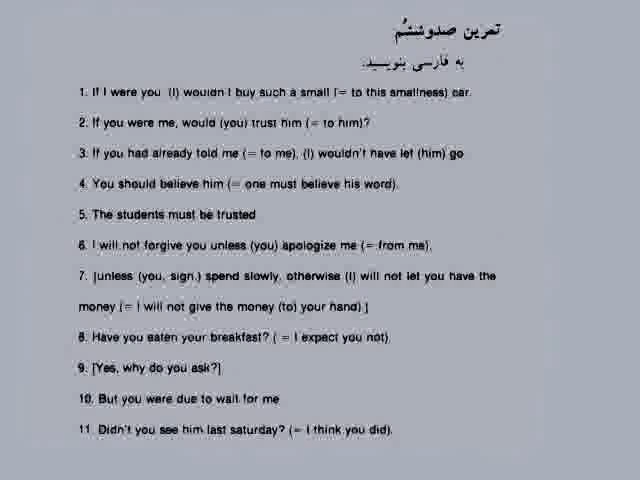 تمرین صدوششُم
به فارسی بنویسید.
1. If I were you (I) wouldn't buy such a small (= to this smallness) car.
2. If you were me, would (you) trust him (= to him)?
3. If you had already told me (= to me), (I) wouldn't have let (him) go
4. You should believe him (= one must believe his word).
5. The students must be trusted
6. I will not forgive you unless (you) apologize me (= from me).
7. [unless (you, sign.) spend slowly, otherwise (I) will not let you have the
money (= I will not give the money (to) your hand).]
8. Have you eaten your breakfast? ( = I expect you not).
9. [Yes, why do you ask?]
10. But you were due to wait for me
11. Didn't you see him last saturday? (= I think you did).